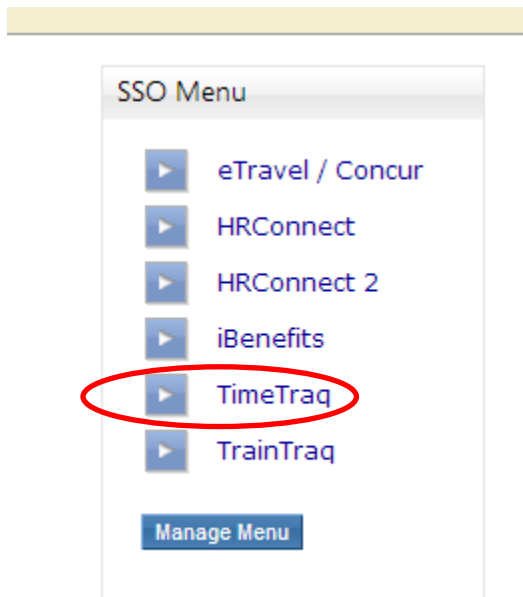 SSO Menu
eTravel / Concur
HRConnect
HRConnect 2
iBenefits
TimeTraq
TrainTraq
Manage Menu